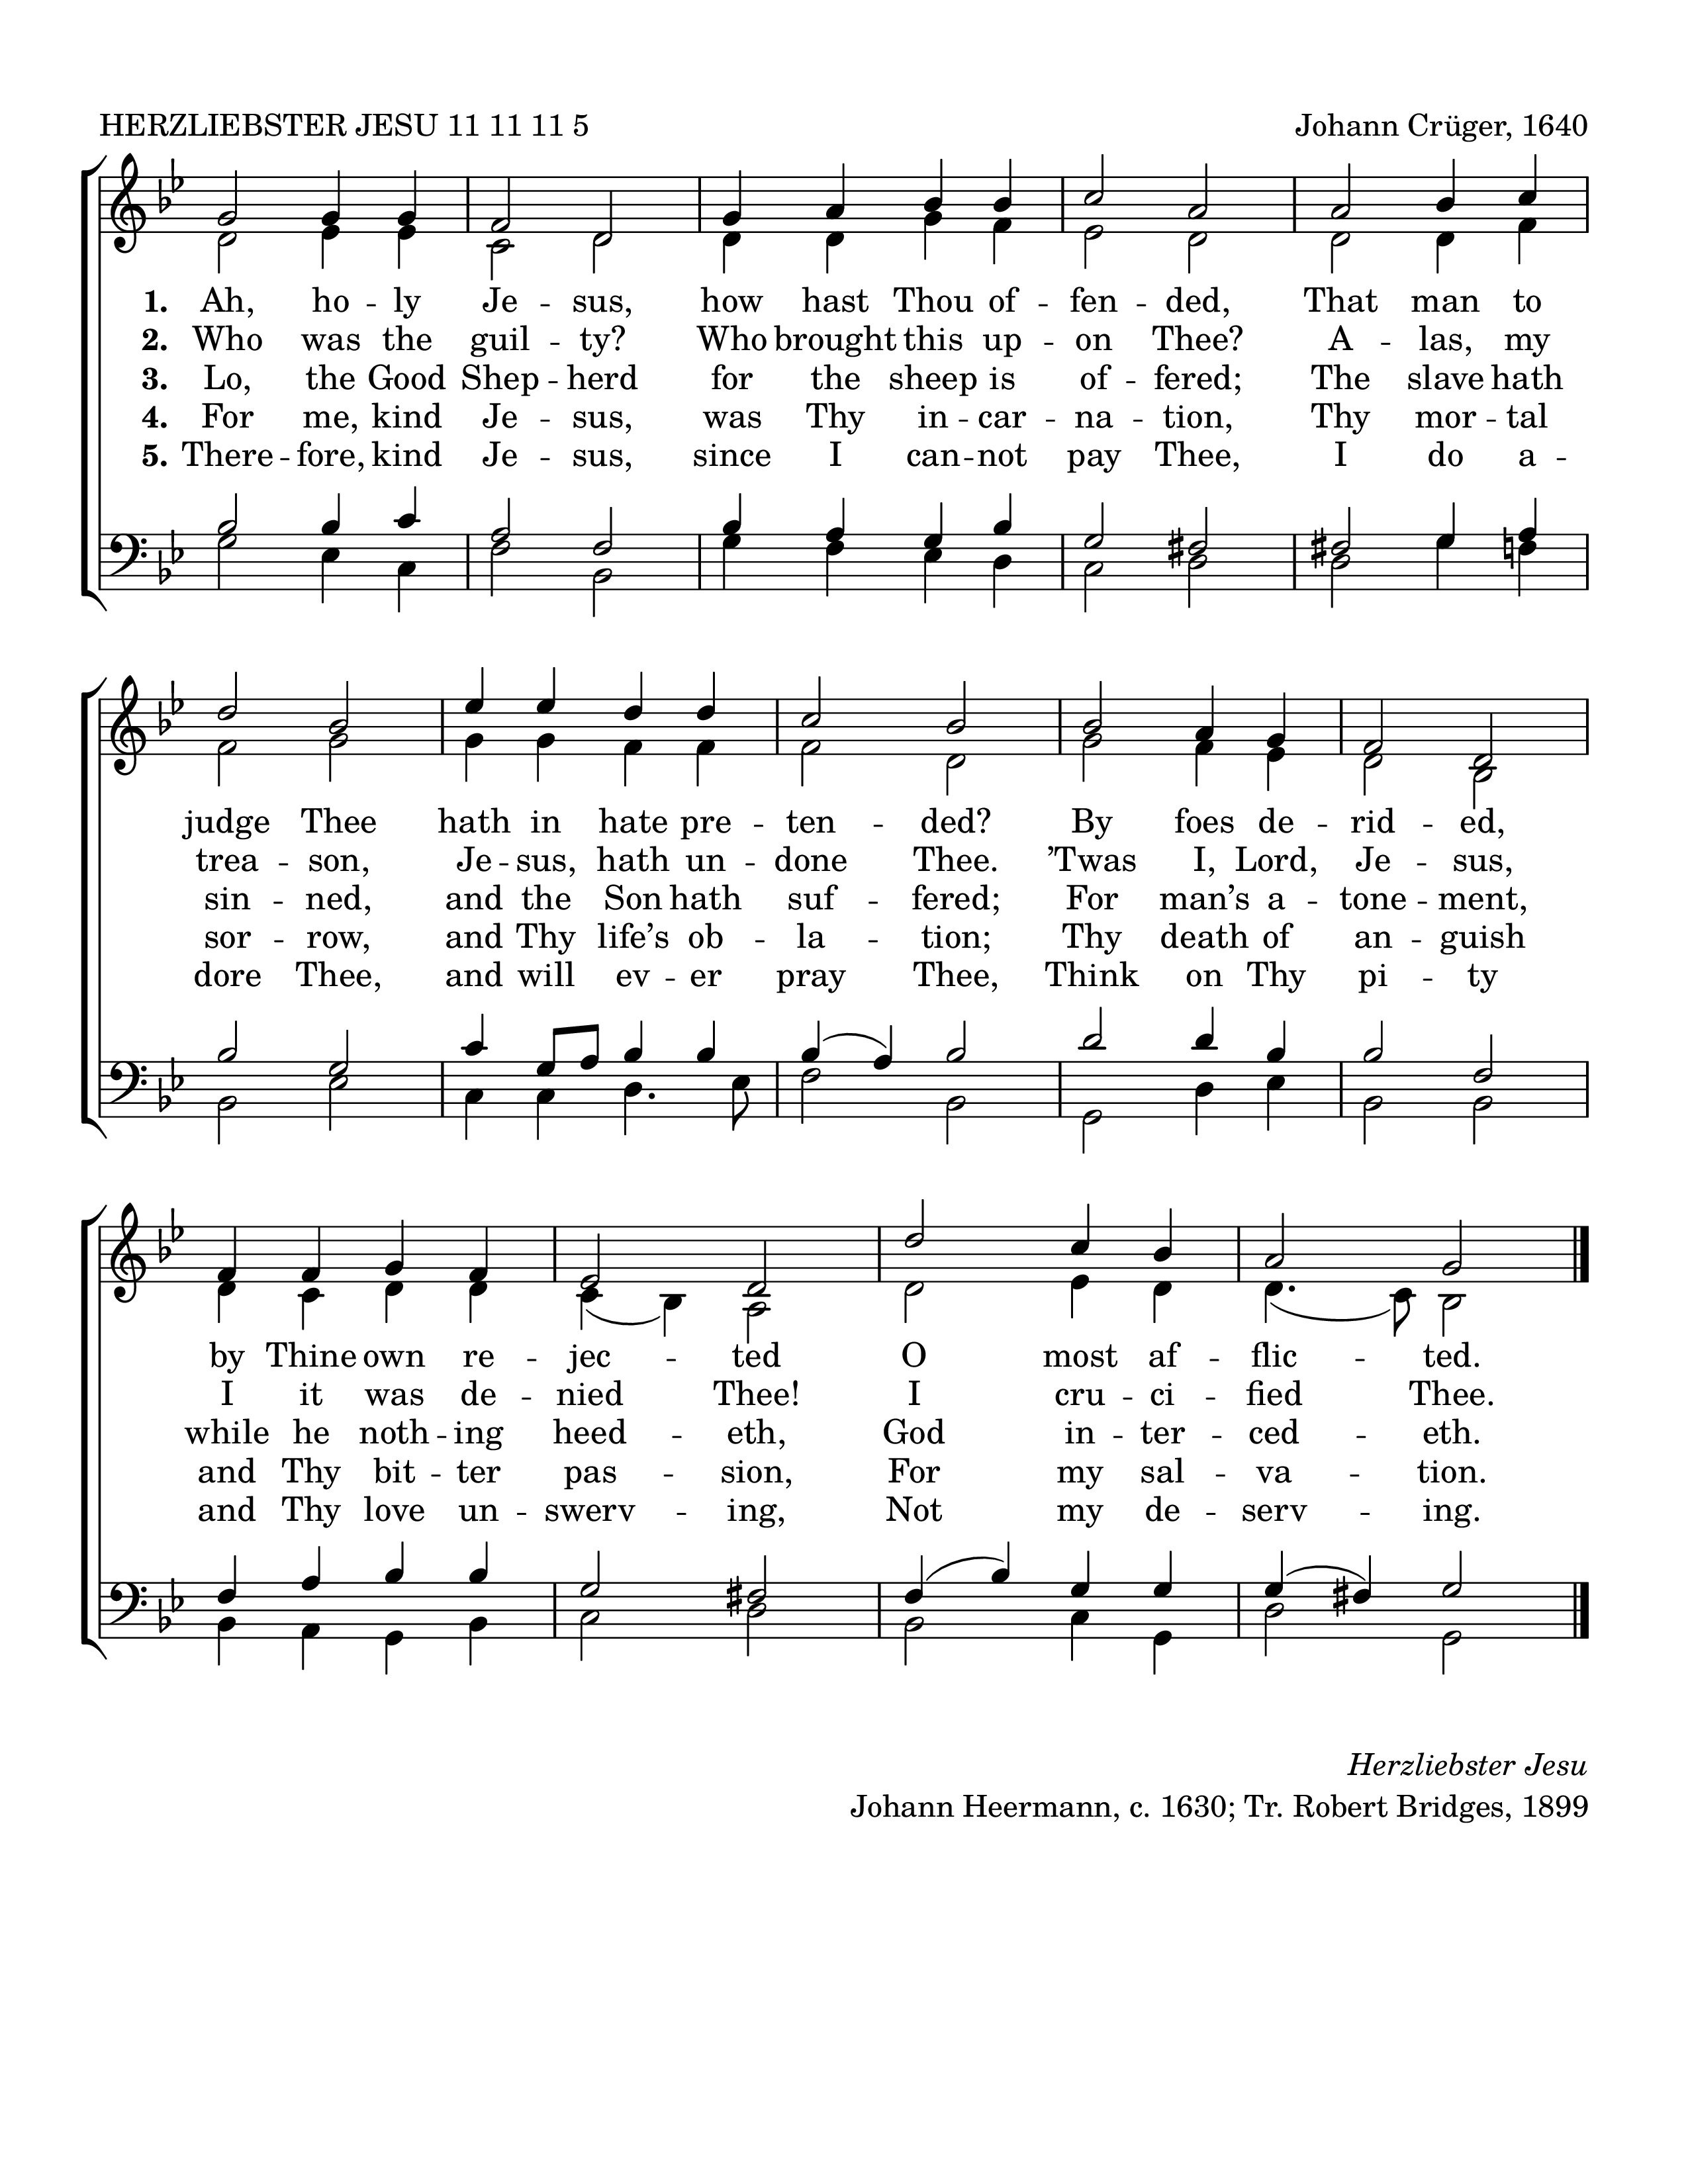 HERZLIEBSTER JESU 11 11 11 5 Johann Crüger, 1640
1. Ah, ho -- ly Je -- sus, how hast Thou of -- fen -- ded, That man to
2. Who was the guil -- ty? Who brought this up -- on Thee? A -- las, my
3. Lo, the Good Shep -- herd for the sheep is of -- fered; The slave hath
4. For me, kind Je -- sus, was Thy in -- car -- na -- tion, Thy mor -- tal
5. There -- fore, kind Je -- sus, since I can -- not pay Thee, I do a --
judge Thee hath in hate pre -- ten -- ded? By foes de -- rid -- ed,
trea -- son, Je -- sus, hath un -- done Thee. ’Twas I, Lord, Je -- sus,
sin -- ned, and the Son hath suf -- fered; For man’s a -- tone -- ment,
sor -- row, and Thy life’s ob -- la -- tion; Thy death of an -- guish
dore Thee, and will ev -- er pray Thee, Think on Thy pi -- ty
by Thine own re -- jec -- ted O most af -- flic -- ted.
I it was de -- nied Thee! I cru -- ci -- fied Thee.
while he noth -- ing heed -- eth, God in -- ter -- ced -- eth.
and Thy bit -- ter pas -- sion, For my sal -- va -- tion.
and Thy love un -- swerv -- ing, Not my de -- serv -- ing.
Herzliebster Jesu
Johann Heermann, c. 1630; Tr. Robert Bridges, 1899